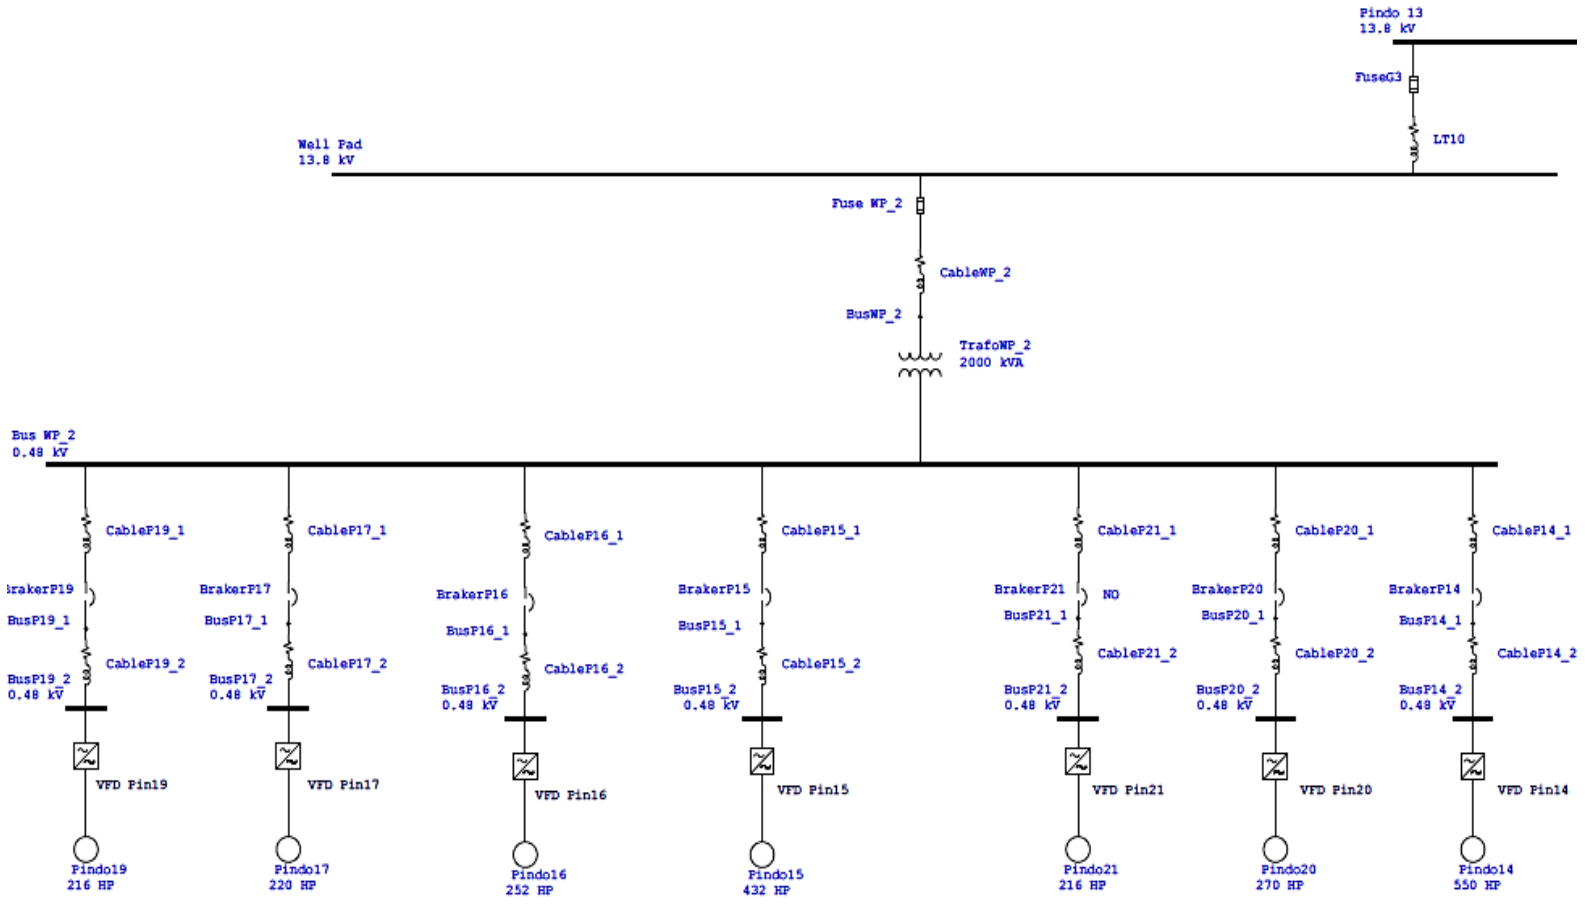 Pindo 13
13.8 kV
FuseG3
LT10
Well Pad
13.8 kV
Fuse WP_2
CableWP_2
BusWP_2
TrafoWP_2
2000 kVA
Bus WP_2
0.48 kV
CableP19_1
CableP17_1
CableP16_1
CableP15_1
CableP21_1
CableP20_1
CableP14_1
BrakerP19
BrakerP17
BrakerP16
BrakerP15
BrakerP21
NO
BrakerP20
BrakerP14
BusP19_1
BusP17_1
BusP16_1
BusP15_1
BusP21_1
BusP20_1
BusP14_1
CableP19_2
CableP17_2
CableP16_2
CableP15_2
CableP21_2
CableP20_2
CableP14_2
BusP19_2
0.48 kV
BusP17_2
0.48 kV
BusP16_2
0.48 kV
BusP15_2
0.48 kV
BusP21_2
0.48 kV
BusP20_2
0.48 kV
BusP14_2
0.48 kV
VFD Pin19
VFD Pin17
VFD Pin16
VFD Pin15
VFD Pin21
VFD Pin20
VFD Pin14
Pindo19
216 HP
Pindo17
220 HP
Pindo16
252 HP
Pindo15
432 HP
Pindo21
216 HP
Pindo20
270 HP
Pindo14
550 HP